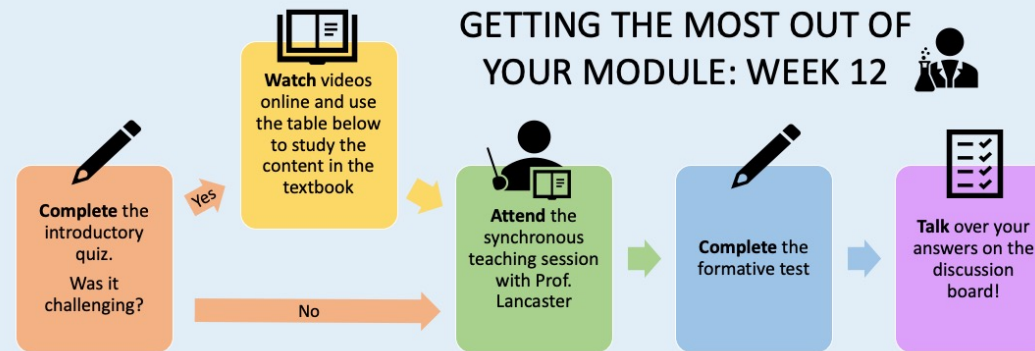 GETTING THE MOST OUT OF
YOUR MODULE: WEEK 12
Complete the
introductory
quiz.
Was it
challenging?
Yes
No
Watch videos
online and use
the table below
to study the
content in the
textbook
Attend the
synchronous
teaching session
with Prof.
Lancaster
Complete the
formative test
Talk over your
answers on the
discussion
board!